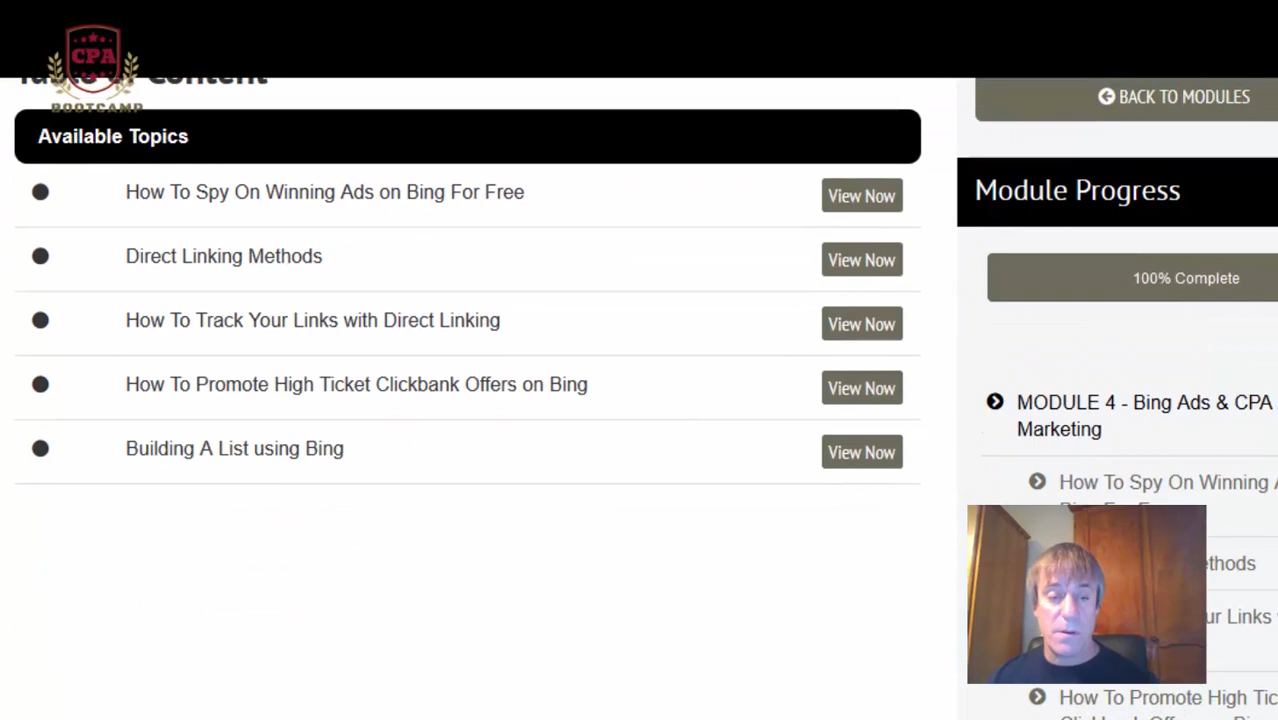 CPA
BOOTCAMP
Content
Available Topics
How To Spy On Winning Ads on Bing For Free
View Now
Direct Linking Methods
View Now
How To Track Your Links with Direct Linking
View Now
How To Promote High Ticket Clickbank Offers on Bing
View Now
Building A List using Bing
View Now
BACK TO MODULES
Module Progress
100% Complete
MODULE 4 - Bing Ads & CPA
Marketing
How To Spy On Winning
ethods
ur Links
How To Promote High Tic